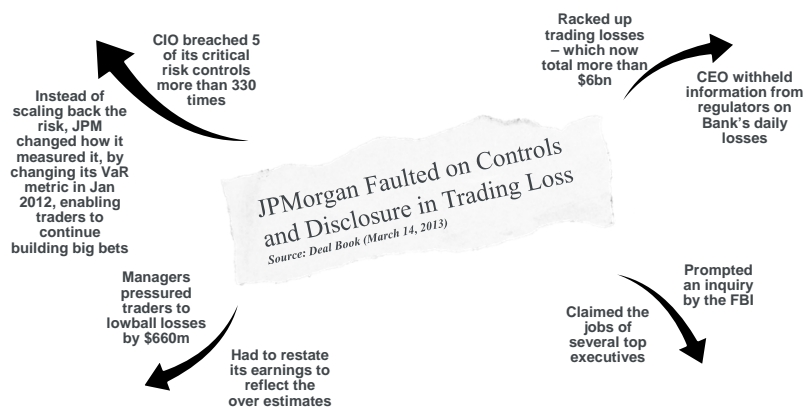 CIO breached 5
of its critical
risk controls
more than 330
times
Instead of
scaling back the
risk, JPM
changed how it
measured it, by
changing its VaR
metric in Jan
2012, enabling
traders to
continue
building big bets
Racked up
trading losses
– which now
total more than
$6bn
CEO withheld
information from
regulators on
Bank's daily
losses
JPMorgan Faulted on Controls
and Disclosure in Trading Loss
Source: Deal Book (March 14, 2013)
Managers
pressured
traders to
lowball losses
by $660m
Had to restate
its earnings to
reflect the
over estimates
Claimed the
jobs of
several top
executives
Prompted
an inquiry
by the FBI